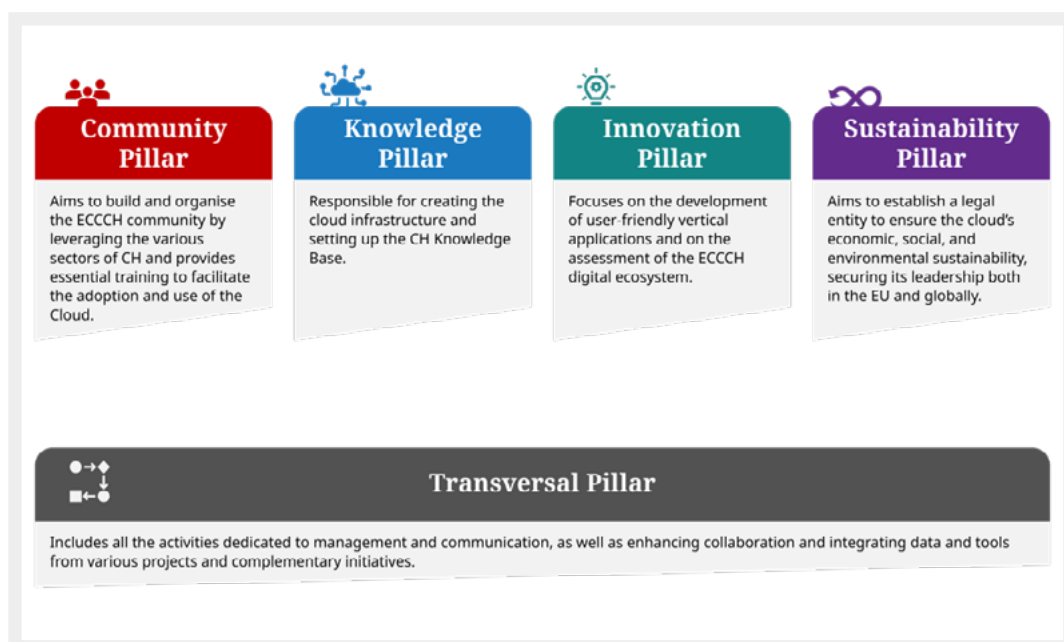 Community
Pillar
Aims to build and organise
the ECCCH community by
leveraging the various
sectors of CH and provides
essential training to facilitate
the adoption and use of the
Cloud.
Knowledge
Pillar
Responsible for creating the
cloud infrastructure and
setting up the CH Knowledge
Base.
Innovation
Pillar
Focuses on the development
of user-friendly vertical
applications and on the
assessment of the ECCCH
digital ecosystem.
Sustainability
Pillar
Aims to establish a legal
entity to ensure the cloud's
economic, social, and
environmental sustainability,
securing its leadership both
in the EU and globally.
Transversal Pillar
Includes all the activities dedicated to management and communication, as well as enhancing collaboration and integrating data and tools
from various projects and complementary initiatives.